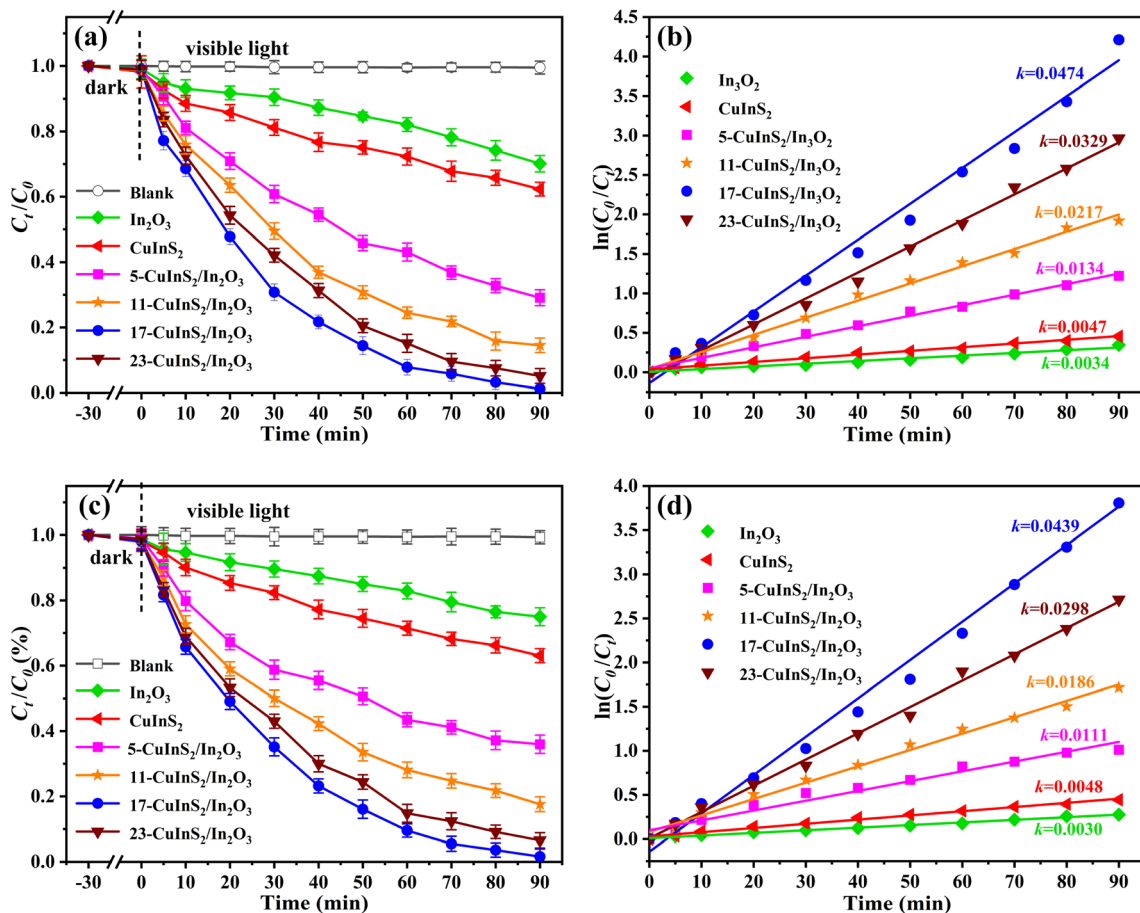 (a)
visible light
dark
Blank
In₂O₃
CuInS₂
5-CuInS₂/In₂O₃
11-CuInS₂/In₂O₃
17-CuInS₂/In₂O₃
23-CuInS₂/In₂O₃
Cₜ/C₀
1.0
0.8
0.6
0.4
0.2
0.0
-30 0 10 20 30 40 50 60 70 80 90
Time (min)
(b)
In₃O₂
CuInS₂
5-CuInS₂/In₃O₂
11-CuInS₂/In₃O₂
17-CuInS₂/In₃O₂
23-CuInS₂/In₃O₂
k=0.0474
k=0.0329
k=0.0217
k=0.0134
k=0.0047
k=0.0034
ln(C₀/Cₜ)
4.5
4.0
3.5
3.0
2.5
2.0
1.5
1.0
0.5
0.0
0 10 20 30 40 50 60 70 80 90
Time (min)
(c)
visible light
dark
Blank
In₂O₃
CuInS₂
5-CuInS₂/In₂O₃
11-CuInS₂/In₂O₃
17-CuInS₂/In₂O₃
23-CuInS₂/In₂O₃
Cₜ/C₀(%)
1.0
0.8
0.6
0.4
0.2
0.0
-30 0 10 20 30 40 50 60 70 80 90
Time (min)
(d)
In₂O₃
CuInS₂
5-CuInS₂/In₂O₃
11-CuInS₂/In₂O₃
17-CuInS₂/In₂O₃
23-CuInS₂/In₂O₃
k=0.0439
k=0.0298
k=0.0186
k=0.0111
k=0.0048
k=0.0030
ln(C₀/Cₜ)
4.0
3.5
3.0
2.5
2.0
1.5
1.0
0.5
0.0
0 10 20 30 40 50 60 70 80 90
Time (min)